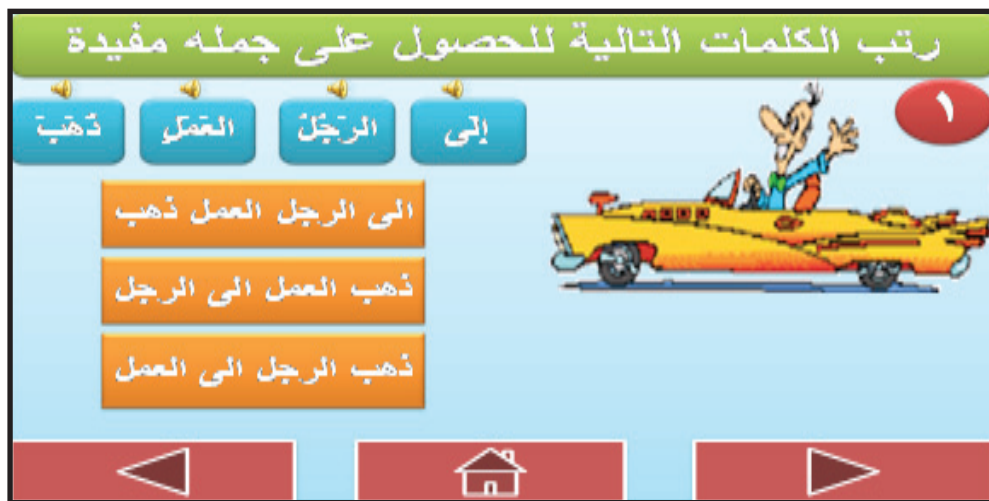 رتب الكلمات التالية للحصول على جمله مفيدة
١
إلى الرَجُلُ العَمَلِ ذَهَبَ
الى الرجل العمل ذهب
ذهب العمل الى الرجل
ذهب الرجل الى العمل